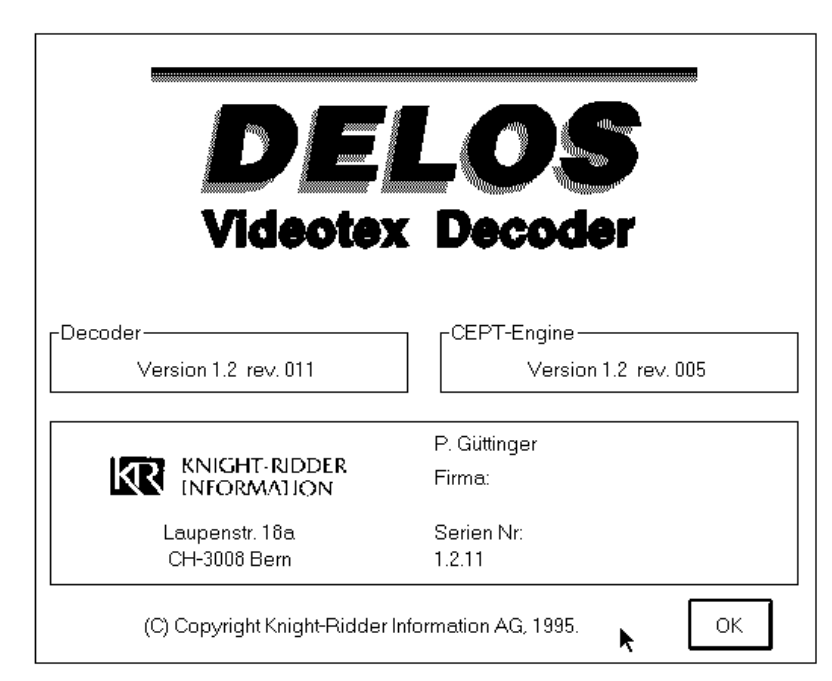 DELOS
Videotex Decoder
Decoder
Version 1.2 rev. 011
CEPT-Engine
Version 1.2 rev. 005
KR KNIGHT-RIDDER
INFORMATION
Laupenstr. 18a
CH-3008 Bern
P. Güttinger
Firma:
Serien Nr:
1.2.11
(C) Copyright Knight-Ridder Information AG, 1995.
OK